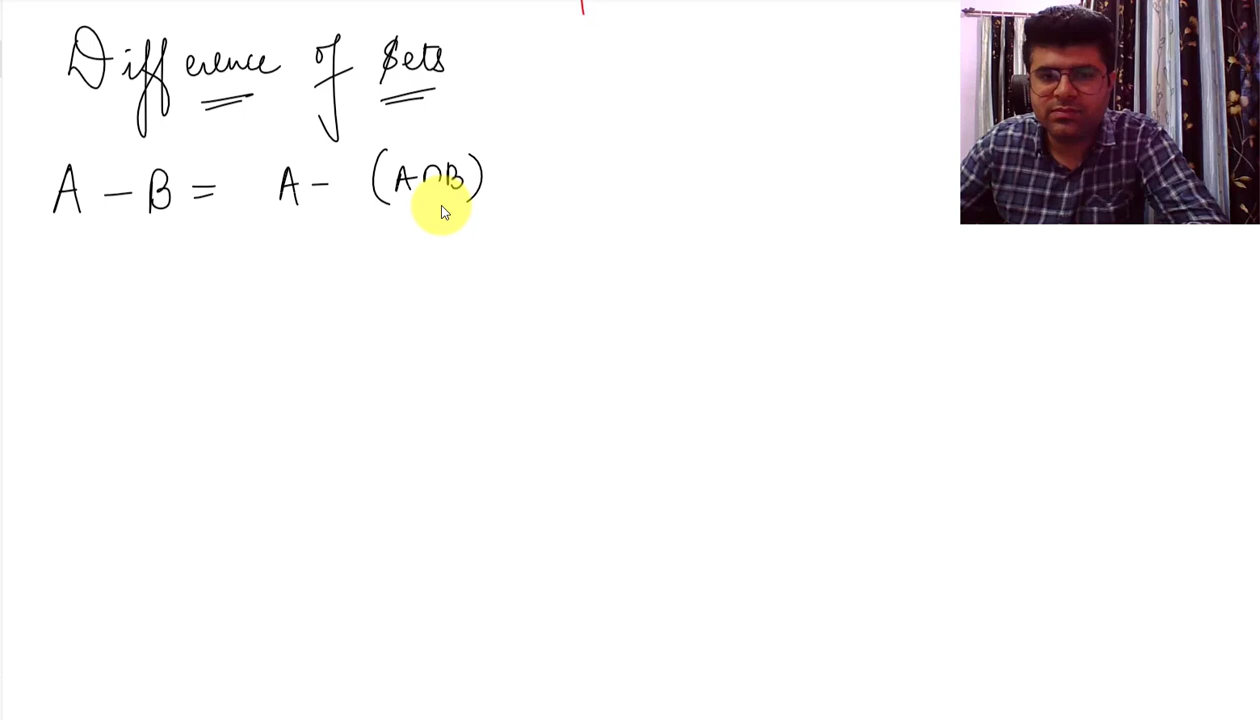 Difference of Sets
A - B = A - (A∩B)